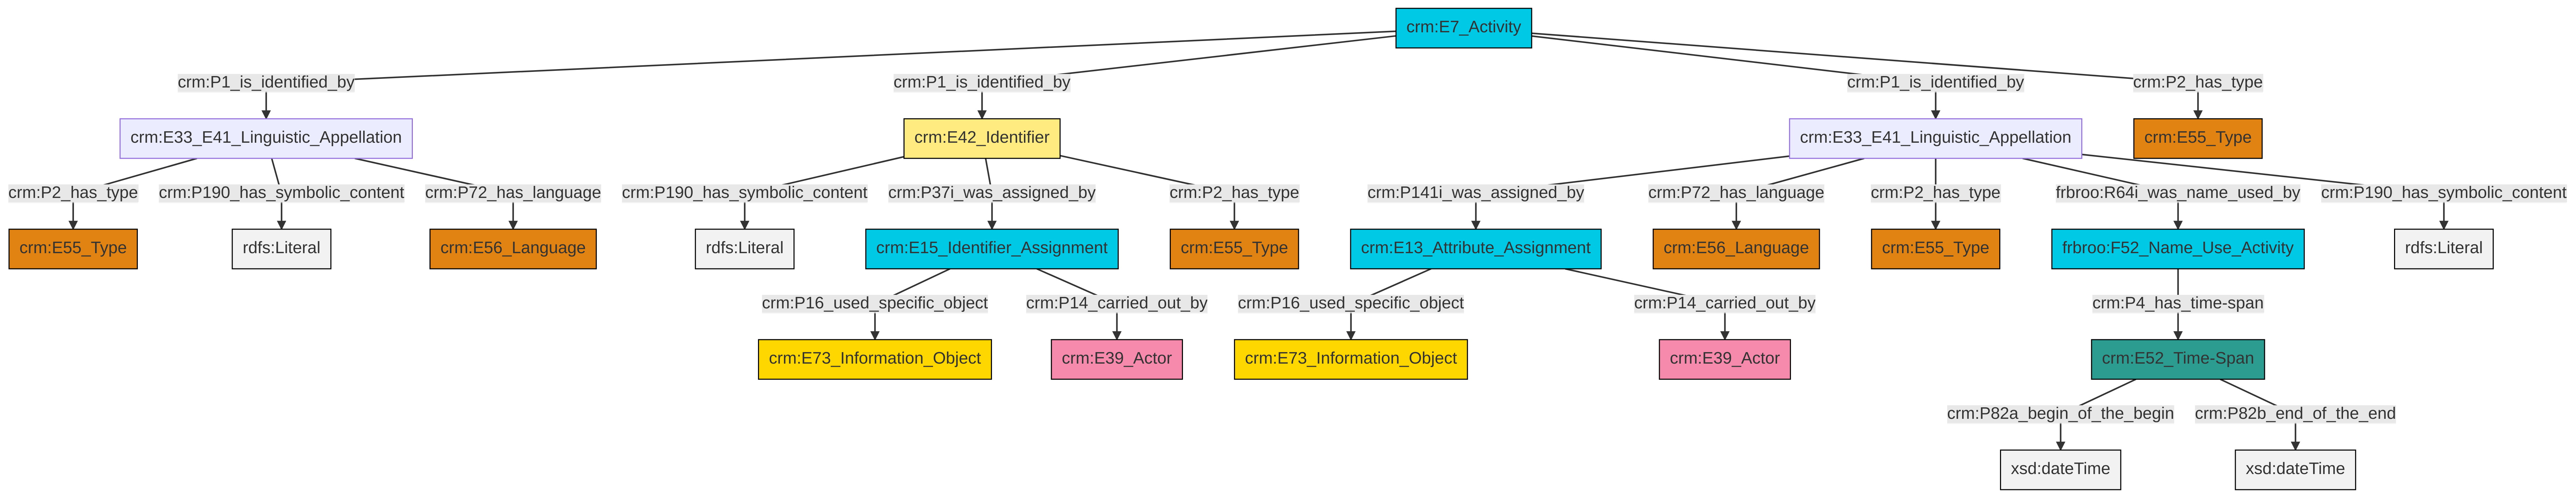 crm:E7_Activity
crm:P1_is_identified_by
crm:P1_is_identified_by
crm:P1_is_identified_by
crm:P2_has_type
crm:E33_E41_Linguistic_Appellation
crm:E42_Identifier
crm:E33_E41_Linguistic_Appellation
crm:E55_Type
crm:P2_has_type
crm:P190_has_symbolic_content
crm:P72_has_language
crm:P190_has_symbolic_content
crm:P37i_was_assigned_by
crm:P2_has_type
crm:P141i_was_assigned_by
crm:P72_has_language
crm:P2_has_type
frbroo:R64i_was_name_used_by
crm:P190_has_symbolic_content
crm:E55_Type
rdfs:Literal
crm:E56_Language
rdfs:Literal
crm:E15_Identifier_Assignment
crm:E55_Type
crm:E13_Attribute_Assignment
crm:E56_Language
crm:E55_Type
frbroo:F52_Name_Use_Activity
rdfs:Literal
crm:P16_used_specific_object
crm:P14_carried_out_by
crm:P16_used_specific_object
crm:P14_carried_out_by
crm:P4_has_time-span
crm:E73_Information_Object
crm:E39_Actor
crm:E73_Information_Object
crm:E39_Actor
crm:E52_Time-Span
crm:P82a_begin_of_the_begin
crm:P82b_end_of_the_end
xsd:dateTime
xsd:dateTime